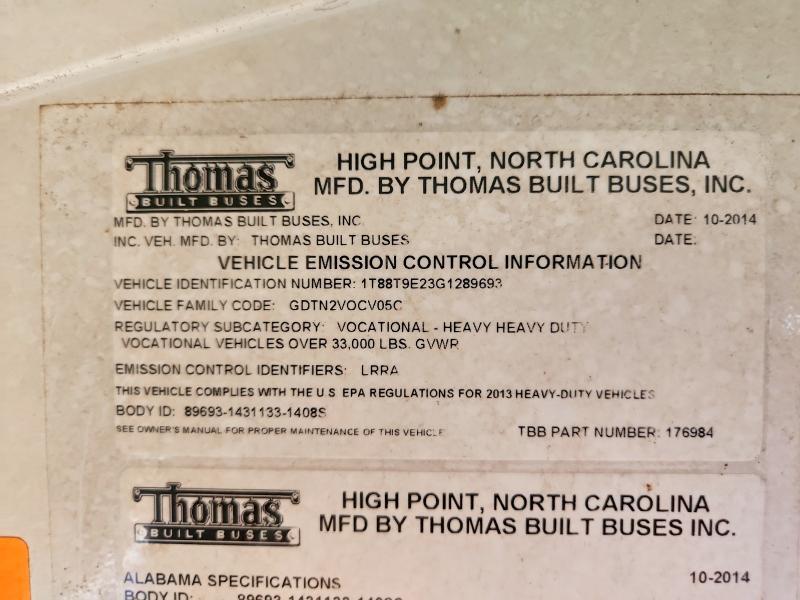 Thomas
BUILT BUSES
HIGH POINT, NORTH CAROLINA
MFD. BY THOMAS BUILT BUSES, INC.
MFD. BY THOMAS BUILT BUSES, INC. DATE: 10-2014
INC. VEH. MFD. BY: THOMAS BUILT BUSES DATE:
VEHICLE EMISSION CONTROL INFORMATION
VEHICLE IDENTIFICATION NUMBER: 1T88T9E23G1289693
VEHICLE FAMILY CODE: GDTN2VOCV05C
REGULATORY SUBCATEGORY: VOCATIONAL - HEAVY HEAVY DUTY
VOCATIONAL VEHICLES OVER 33,000 LBS. GVWR
EMISSION CONTROL IDENTIFIERS: LRRA
THIS VEHICLE COMPLIES WITH THE U.S. EPA REGULATIONS FOR 2013 HEAVY-DUTY VEHICLES
BODY ID: 89693-1431133-1408S
SEE OWNER'S MANUAL FOR PROPER MAINTENANCE OF THIS VEHICLE TBB PART NUMBER: 176984
Thomas
BUILT BUSES
HIGH POINT, NORTH CAROLINA
MFD BY THOMAS BUILT BUSES INC.
ALABAMA SPECIFICATIONS 10-2014
BODY ID: 89693-1431133-1408S